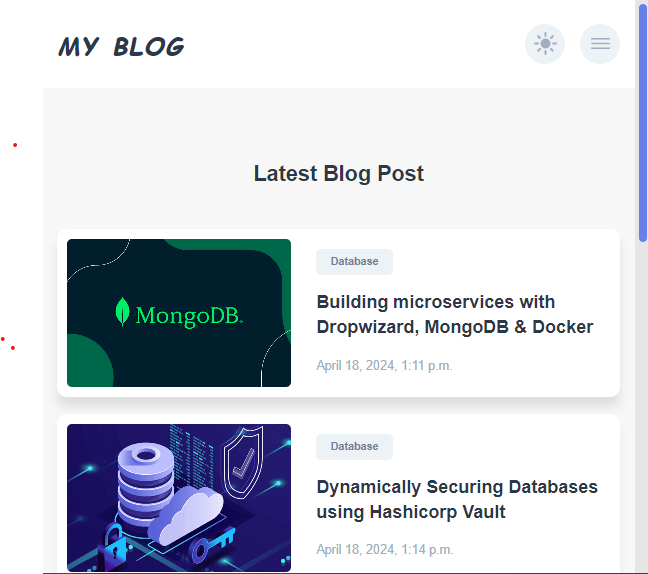 MY BLOG
Latest Blog Post
MongoDB
Database
Building microservices with
Dropwizard, MongoDB & Docker
April 18, 2024, 1:11 p.m.
Database
Dynamically Securing Databases
using Hashicorp Vault
April 18, 2024, 1:14 p.m.